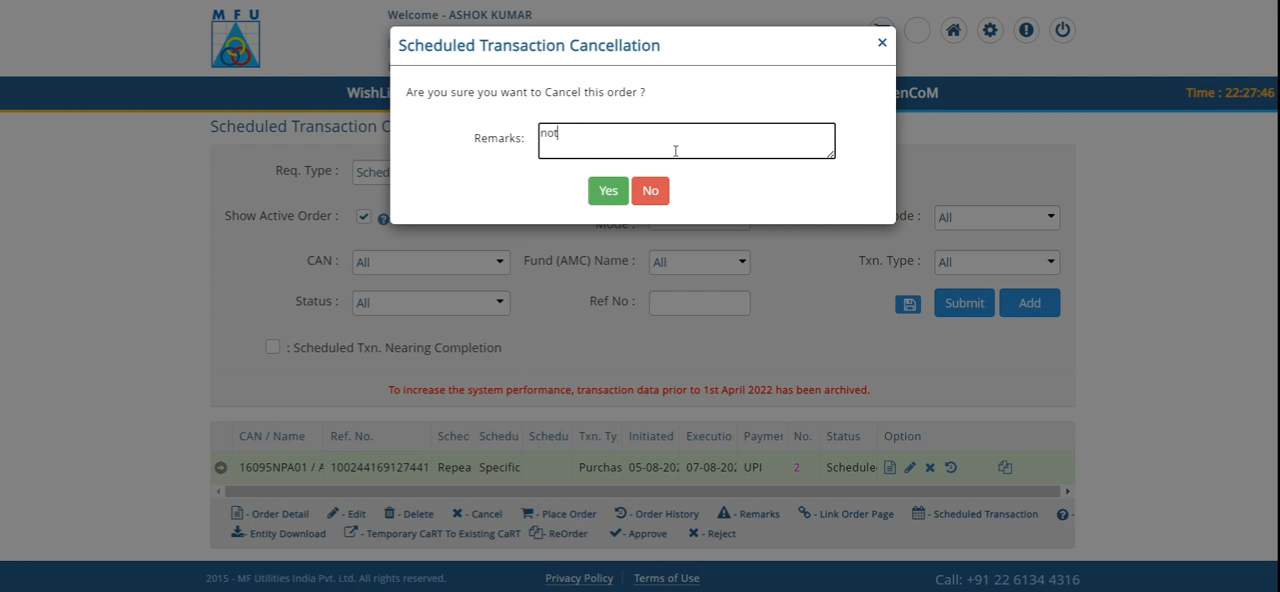 MFU
Welcome - ASHOK KUMAR
Scheduled Transaction Cancellation
×
Are you sure you want to Cancel this order ?
Remarks: not
Yes No
WishLi enCoM Time : 22:27:46
Scheduled Transaction C
Req. Type : Sched
Show Active Order : Mode : ode : All
CAN : All Fund (AMC) Name : All Txn. Type : All
Status : All Ref No : Submit Add
: Scheduled Txn. Nearing Completion
To increase the system performance, transaction data prior to 1st April 2022 has been archived.
CAN / Name Ref. No. Sched Schedu Schedu Txn. Ty Initiated Executio Paymer No. Status Option
16095NPA01 / A 100244169127441 Repea Specific Purchas 05-08-202 07-08-202 UPI 2 Schedule
- Order Detail - Edit - Delete - Cancel - Place Order - Order History - Remarks - Link Order Page - Scheduled Transaction -
- Entity Download - Temporary CaRT To Existing CaRT - ReOrder - Approve - Reject
2015 - MF Utilities India Pvt. Ltd. All rights reserved. Privacy Policy Terms of Use Call: +91 22 6134 4316